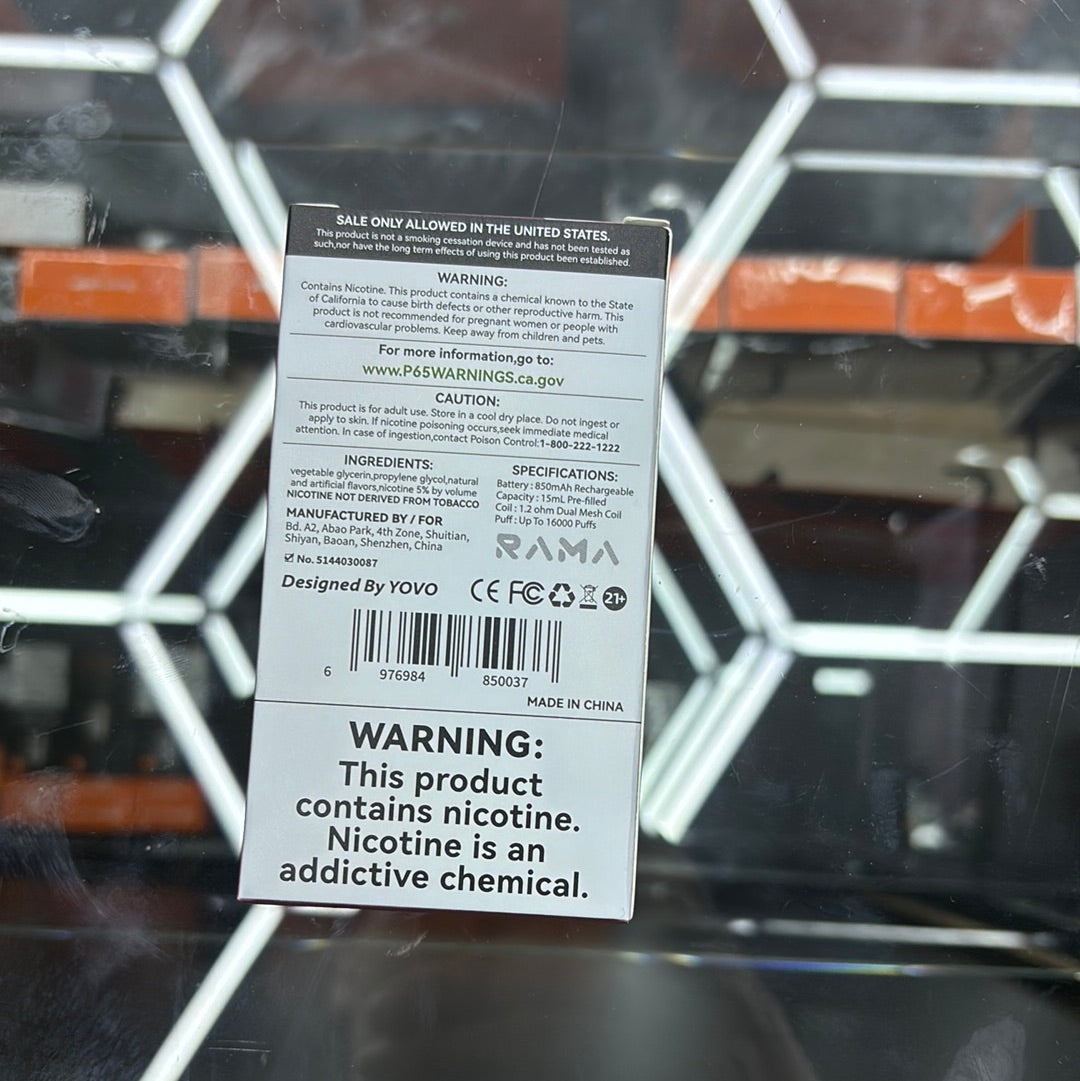 SALE ONLY ALLOWED IN THE UNITED STATES.
This product is not a smoking cessation device and has not been tested as
such,nor have the long term effects of using this product been established.
WARNING:
Contains Nicotine. This product contains a chemical known to the State
of California to cause birth defects or other reproductive harm. This
product is not recommended for pregnant women or people with
cardiovascular problems. Keep away from children and pets.
For more information,go to:
www.P65WARNINGS.ca.gov
CAUTION:
This product is for adult use. Store in a cool dry place. Do not ingest or
apply to skin. If nicotine poisoning occurs,seek immediate medical
attention. In case of ingestion,contact Poison Control:1-800-222-1222
INGREDIENTS:
vegetable glycerin,propylene glycol,natural
and artificial flavors,nicotine 5% by volume
NICOTINE NOT DERIVED FROM TOBACCO
MANUFACTURED BY / FOR
Bd. A2, Abao Park, 4th Zone, Shuitian,
Shiyan, Baoan, Shenzhen, China
No. 5144030087
Designed By YOVO
SPECIFICATIONS:
Battery : 850mAh Rechargeable
Capacity : 15mL Pre-filled
Coil : 1.2 ohm Dual Mesh Coil
Puff : Up To 16000 Puffs
RAMA
CE FC 21+
6 976984 850037
MADE IN CHINA
WARNING:
This product
contains nicotine.
Nicotine is an
addictive chemical.